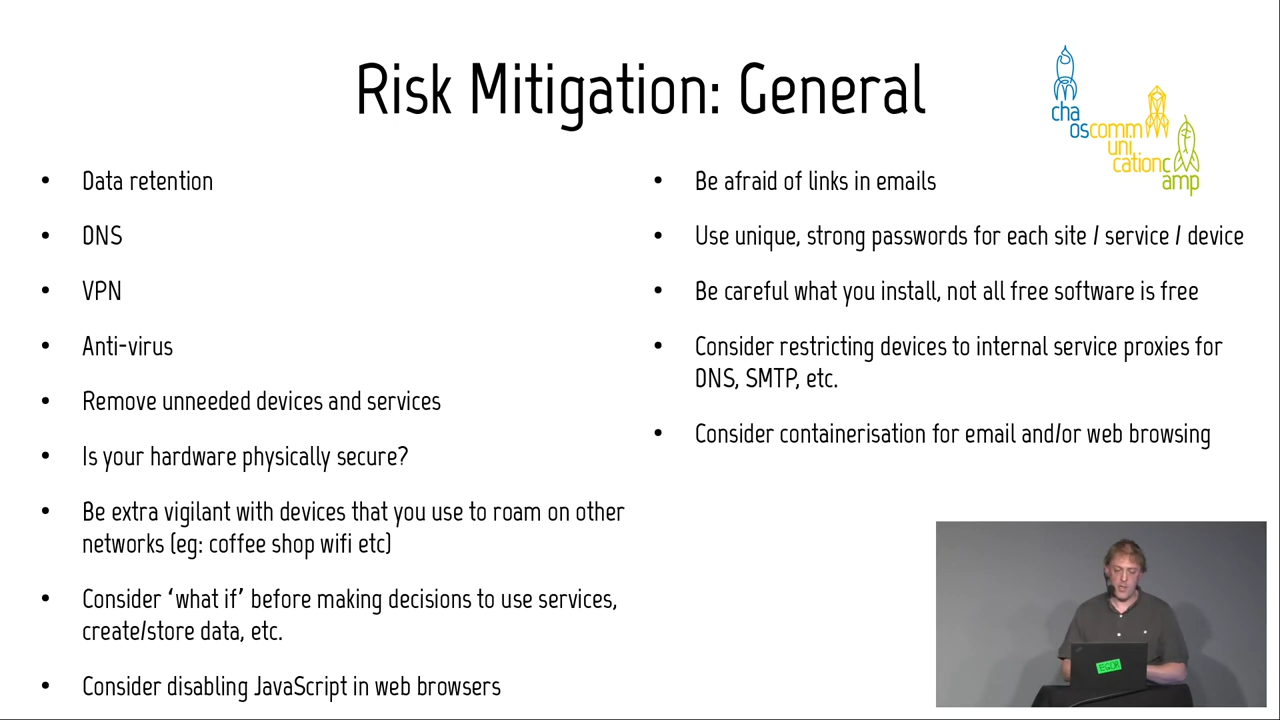 Risk Mitigation: General
cha
oscomm
uni
cationc
amp
Data retention
DNS
VPN
Anti-virus
Remove unneeded devices and services
Is your hardware physically secure?
Be extra vigilant with devices that you use to roam on other
networks (eg: coffee shop wifi etc)
Consider ‘what if’ before making decisions to use services,
create/store data, etc.
Consider disabling JavaScript in web browsers
Be afraid of links in emails
Use unique, strong passwords for each site / service / device
Be careful what you install, not all free software is free
Consider restricting devices to internal service proxies for
DNS, SMTP, etc.
Consider containerisation for email and/or web browsing